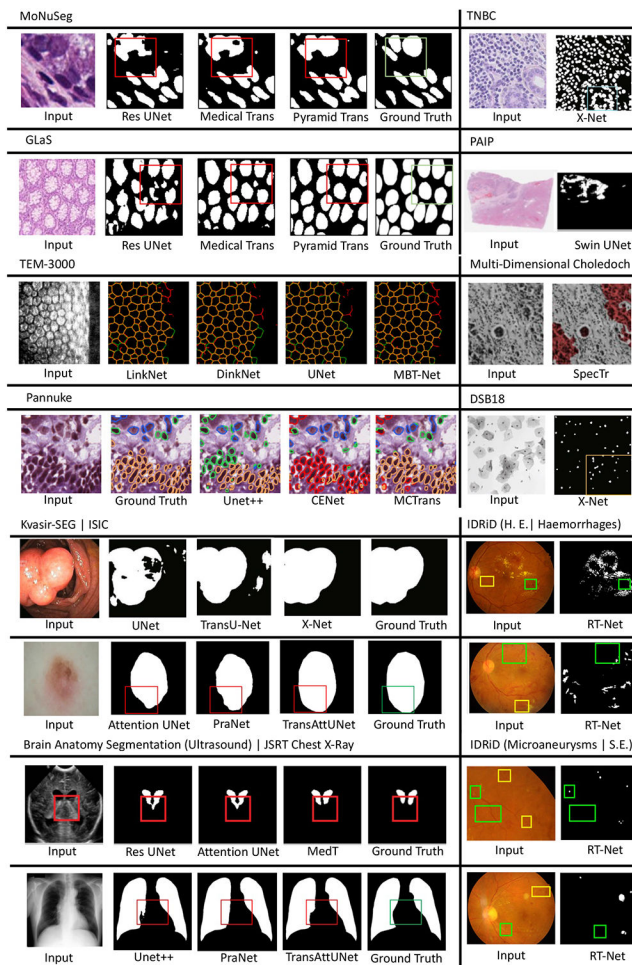 MoNuSeg
TNBC
Input
Res UNet
Medical Trans
Pyramid Trans
Ground Truth
Input
X-Net
GLaS
PAIP
Input
Res UNet
Medical Trans
Pyramid Trans
Ground Truth
Input
Swin UNet
TEM-3000
Multi-Dimensional Choledoch
Input
LinkNet
DinkNet
UNet
MBT-Net
Input
SpecTr
Pannuke
DSB18
Input
Ground Truth
Unet++
CENet
MCTrans
Input
X-Net
Kvasir-SEG | ISIC
IDRiD (H. E.| Haemorrhages)
Input
UNet
TransU-Net
X-Net
Ground Truth
Input
RT-Net
Input
Attention UNet
PraNet
TransAttUNet
Ground Truth
Input
RT-Net
Brain Anatomy Segmentation (Ultrasound) | JSRT Chest X-Ray
IDRiD (Microaneurysms | S.E.)
Input
Res UNet
Attention UNet
MedT
Ground Truth
Input
RT-Net
Input
Unet++
PraNet
TransAttUNet
Ground Truth
Input
RT-Net